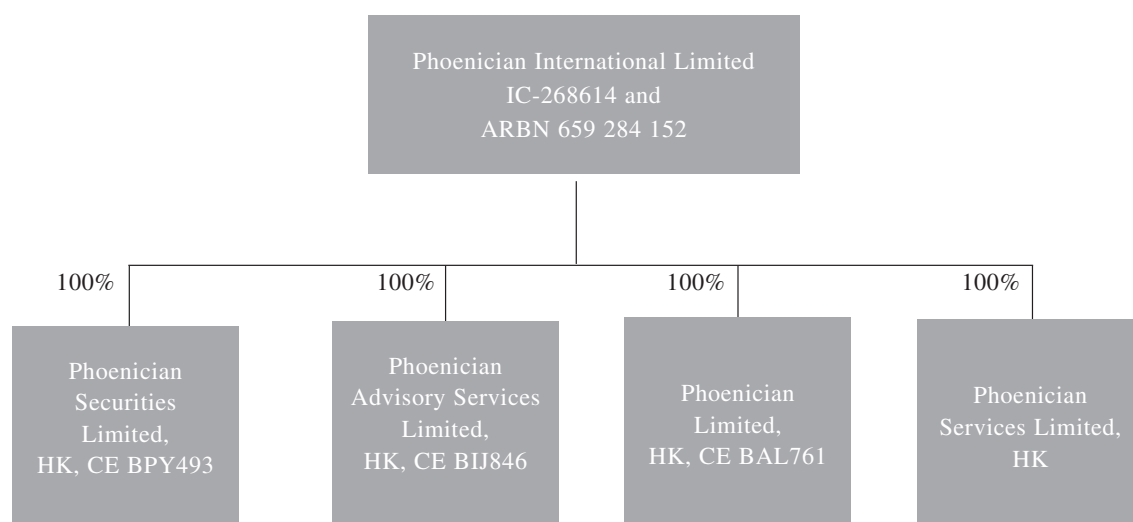 Phoenician International Limited
IC-268614 and
ARBN 659 284 152
100%
100%
100%
100%
Phoenician
Securities
Limited,
HK, CE BPY493
Phoenician
Advisory Services
Limited,
HK, CE BIJ846
Phoenician
Limited,
HK, CE BAL761
Phoenician
Services Limited,
HK